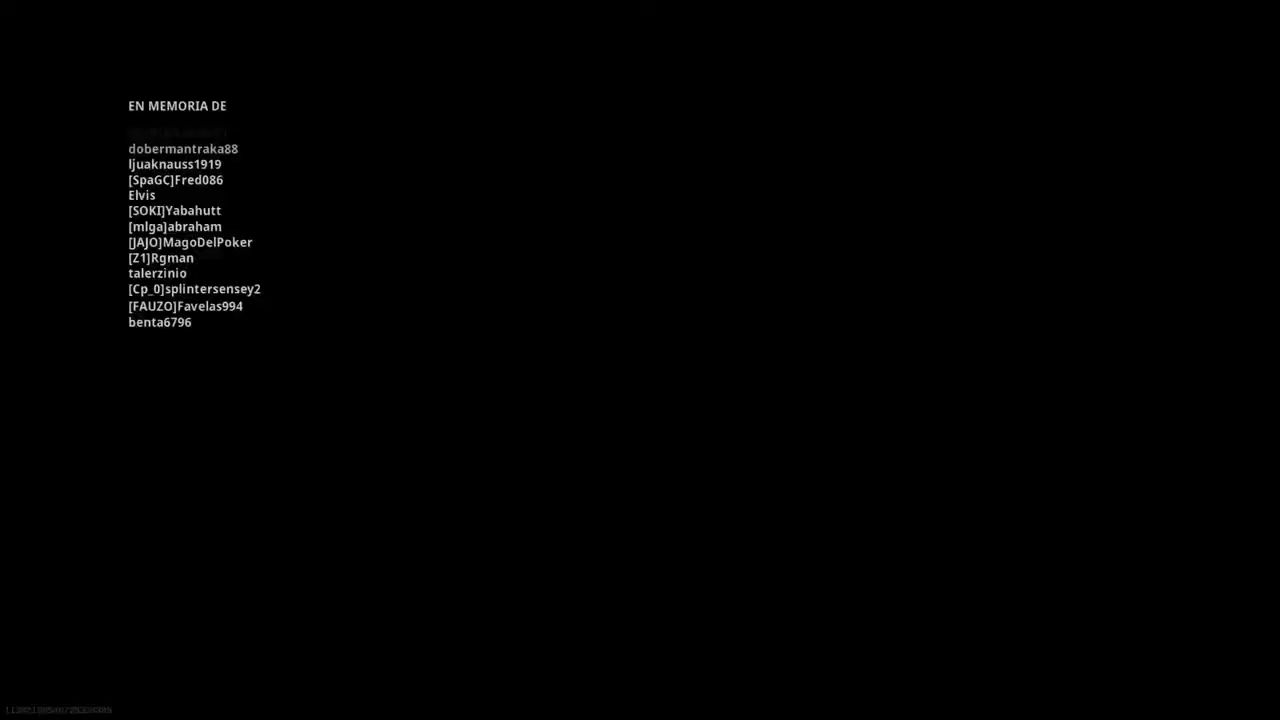 EN MEMORIA DE
dobermantraka88
ljuaknauss1919
[SpaGC]Fred086
Elvis
[SOKI]Yabahutt
[mlga]abraham
[JAJO]MagoDelPoker
[Z1]Rgman
talerzinio
[Cp_0]splintersensey2
[FAUZO]Favelas994
benta6796